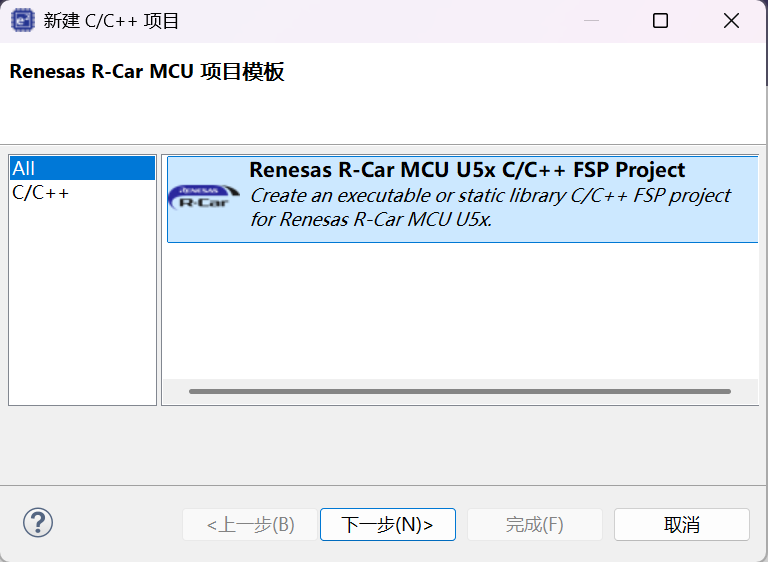 新建 C/C++ 项目
Renesas R-Car MCU 项目模板
All
C/C++
RENESAS
R-Car
Renesas R-Car MCU U5x C/C++ FSP Project
Create an executable or static library C/C++ FSP project
for Renesas R-Car MCU U5x.
?
<上一步(B)
下一步(N)>
完成(F)
取消